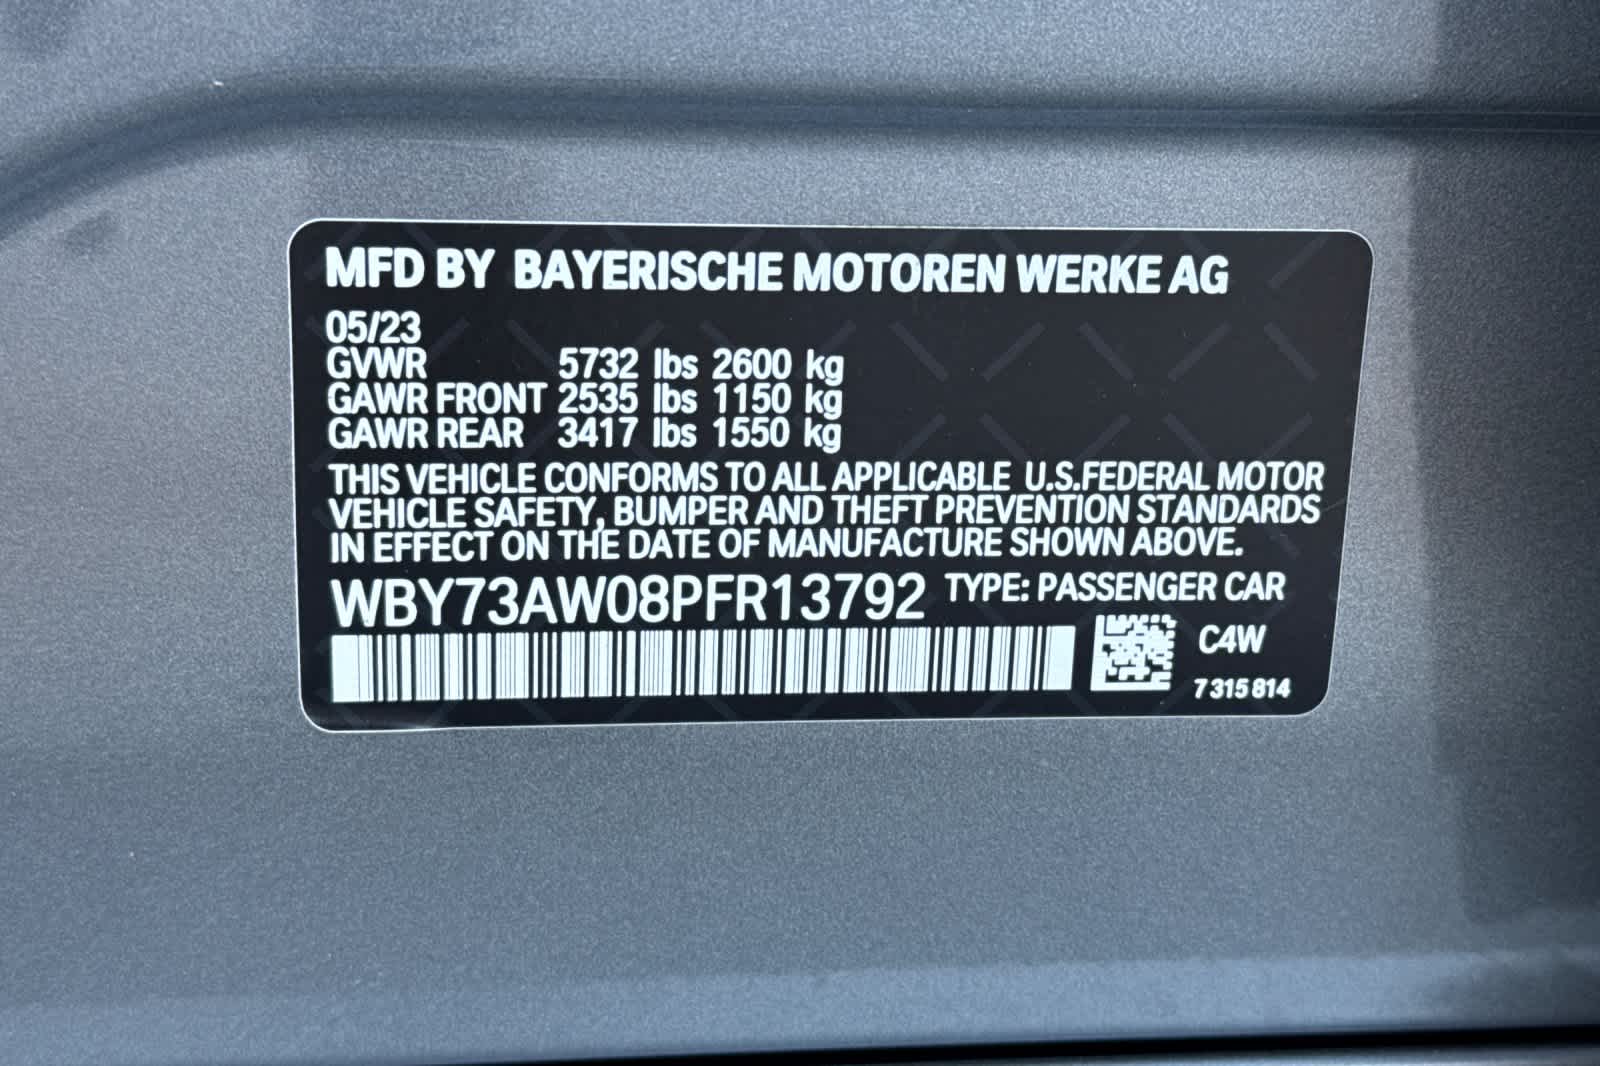 MFD BY BAYERISCHE MOTOREN WERKE AG
05/23
GVWR 5732 lbs 2600 kg
GAWR FRONT 2535 lbs 1150 kg
GAWR REAR 3417 lbs 1550 kg
THIS VEHICLE CONFORMS TO ALL APPLICABLE U.S.FEDERAL MOTOR
VEHICLE SAFETY, BUMPER AND THEFT PREVENTION STANDARDS
IN EFFECT ON THE DATE OF MANUFACTURE SHOWN ABOVE.
WBY73AW08PFR13792 TYPE: PASSENGER CAR
C4W
7 315 814